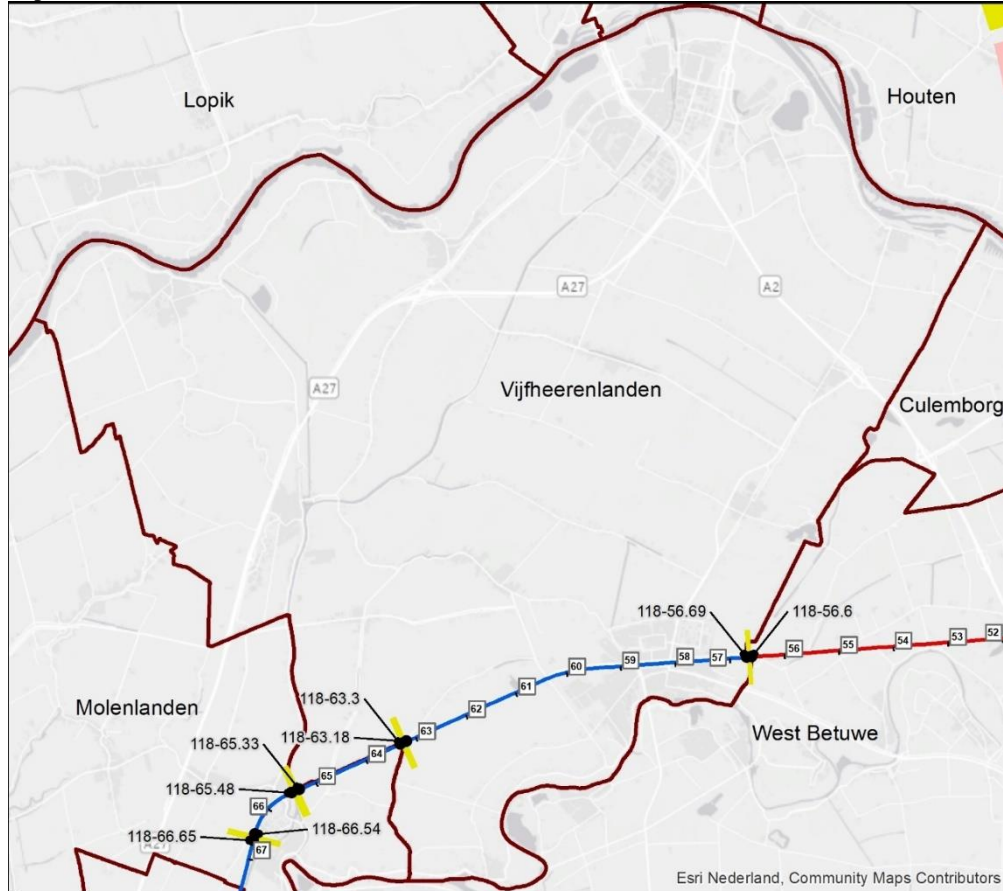 Lopik
Houten
A27
A2
A27
Vijfheerenlanden
Culemborg
118-56.69
118-56.6
52
53
54
55
56
57
58
59
60
61
62
63
64
65
66
67
Molenlanden
118-63.3
118-63.18
West Betuwe
118-65.33
118-65.48
118-66.54
118-66.65
A27
Esri Nederland, Community Maps Contributors